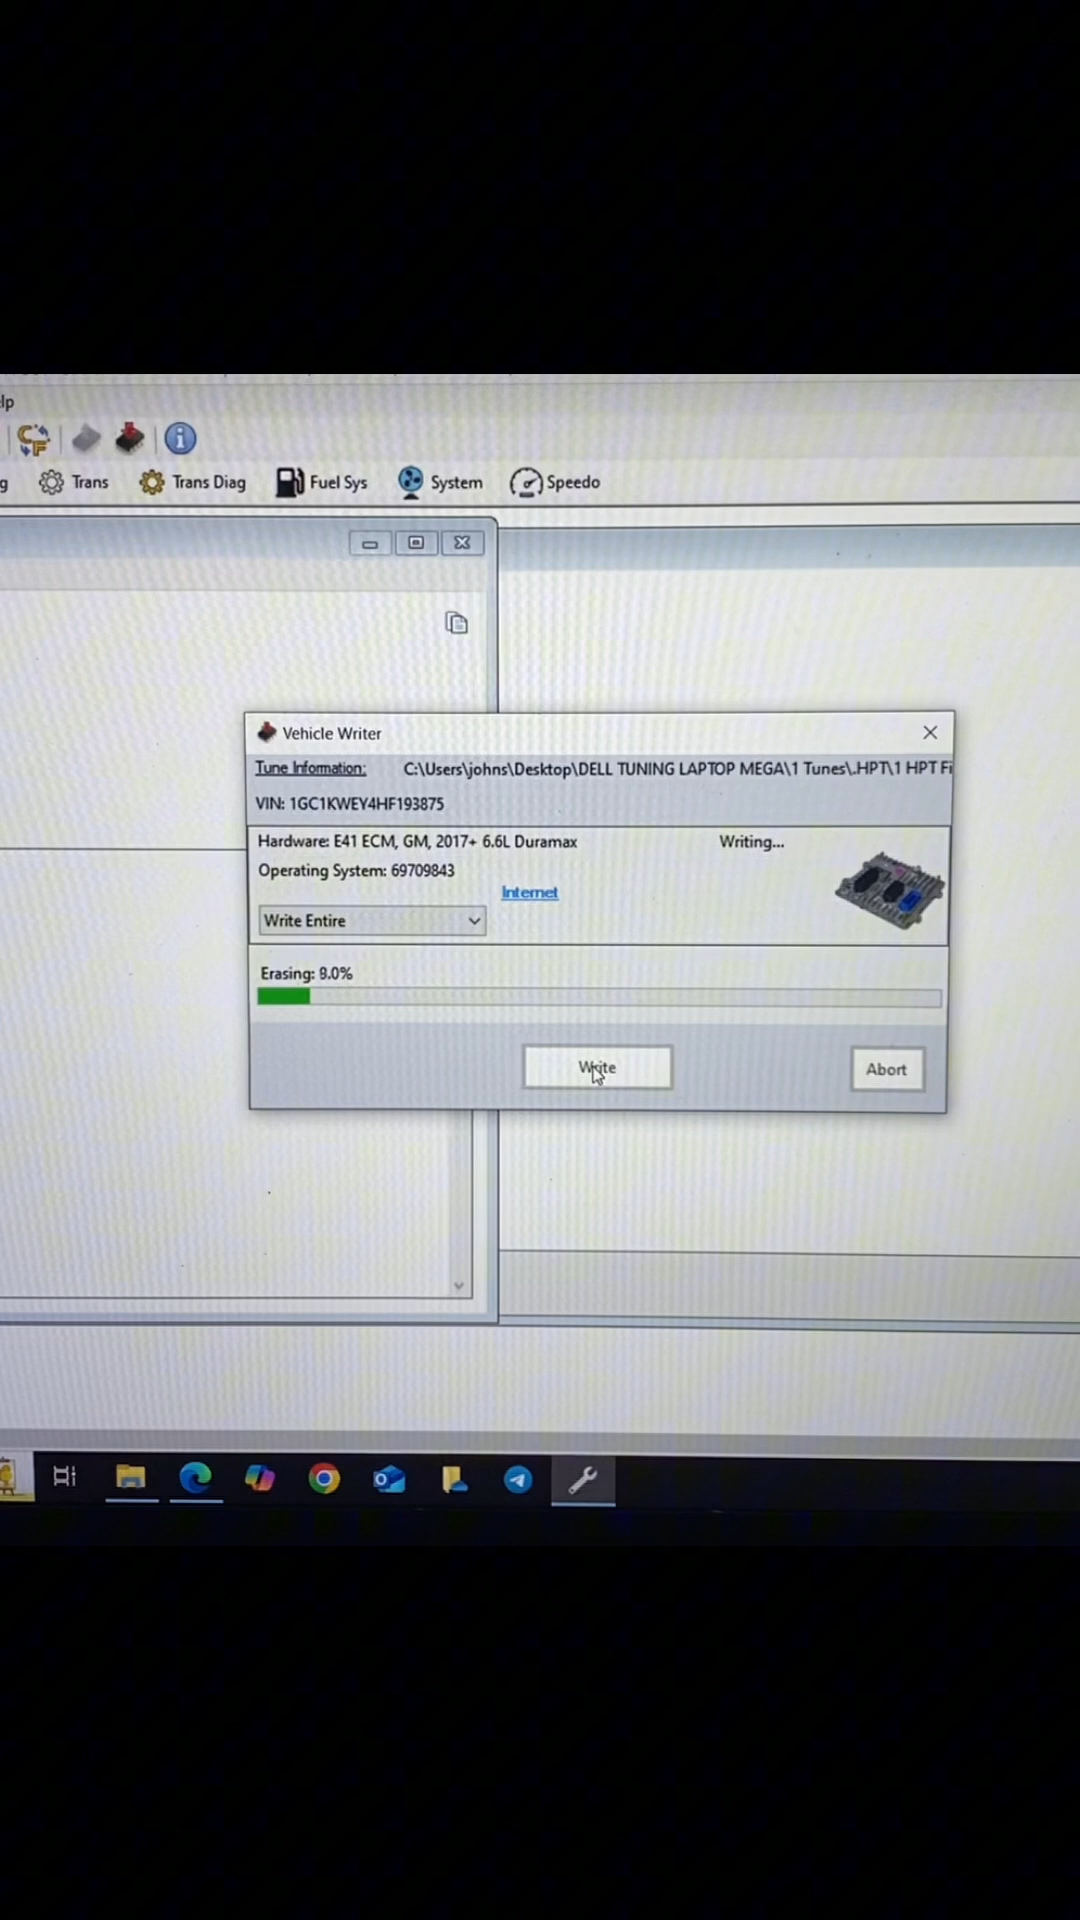 lp
g
Trans
Trans Diag
Fuel Sys
System
Speedo
Vehicle Writer
Tune Information: C:\Users\johns\Desktop\DELL TUNING LAPTOP MEGA\1 Tunes\.HPT\1 HPT Fi
VIN: 1GC1KWEY4HF193875
Hardware: E41 ECM, GM, 2017+ 6.6L Duramax Writing...
Operating System: 69709843
Internet
Write Entire
Erasing: 8.0%
Write
Abort